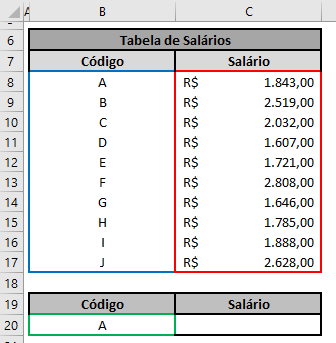 A B C
6 Tabela de Salários
7 Código Salário
8 A R$ 1.843,00
9 B R$ 2.519,00
10 C R$ 2.032,00
11 D R$ 1.607,00
12 E R$ 1.721,00
13 F R$ 2.808,00
14 G R$ 1.646,00
15 H R$ 1.785,00
16 I R$ 1.888,00
17 J R$ 2.628,00
18
19 Código Salário
20 A